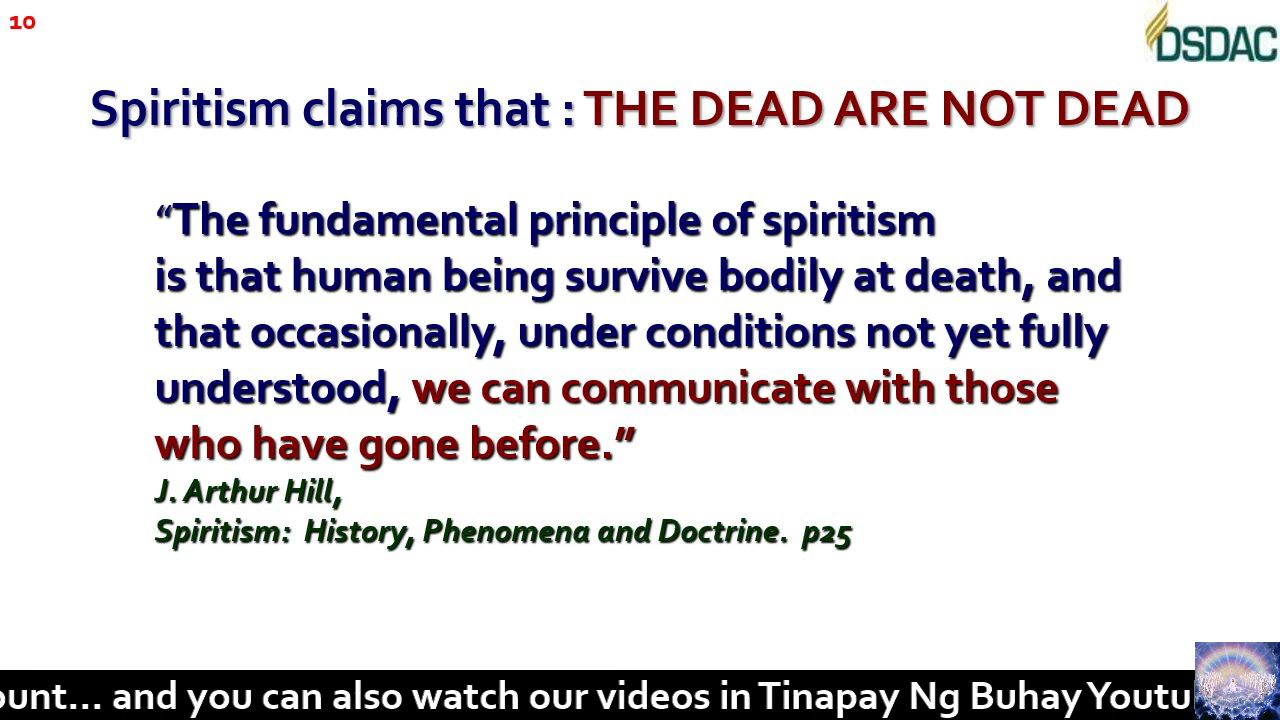 10
DSDAC
Spiritism claims that : THE DEAD ARE NOT DEAD
“The fundamental principle of spiritism
is that human being survive bodily at death, and
that occasionally, under conditions not yet fully
understood, we can communicate with those
who have gone before.”
J. Arthur Hill,
Spiritism:  History, Phenomena and Doctrine.  p25
ount... and you can also watch our videos in Tinapay Ng Buhay Youtu